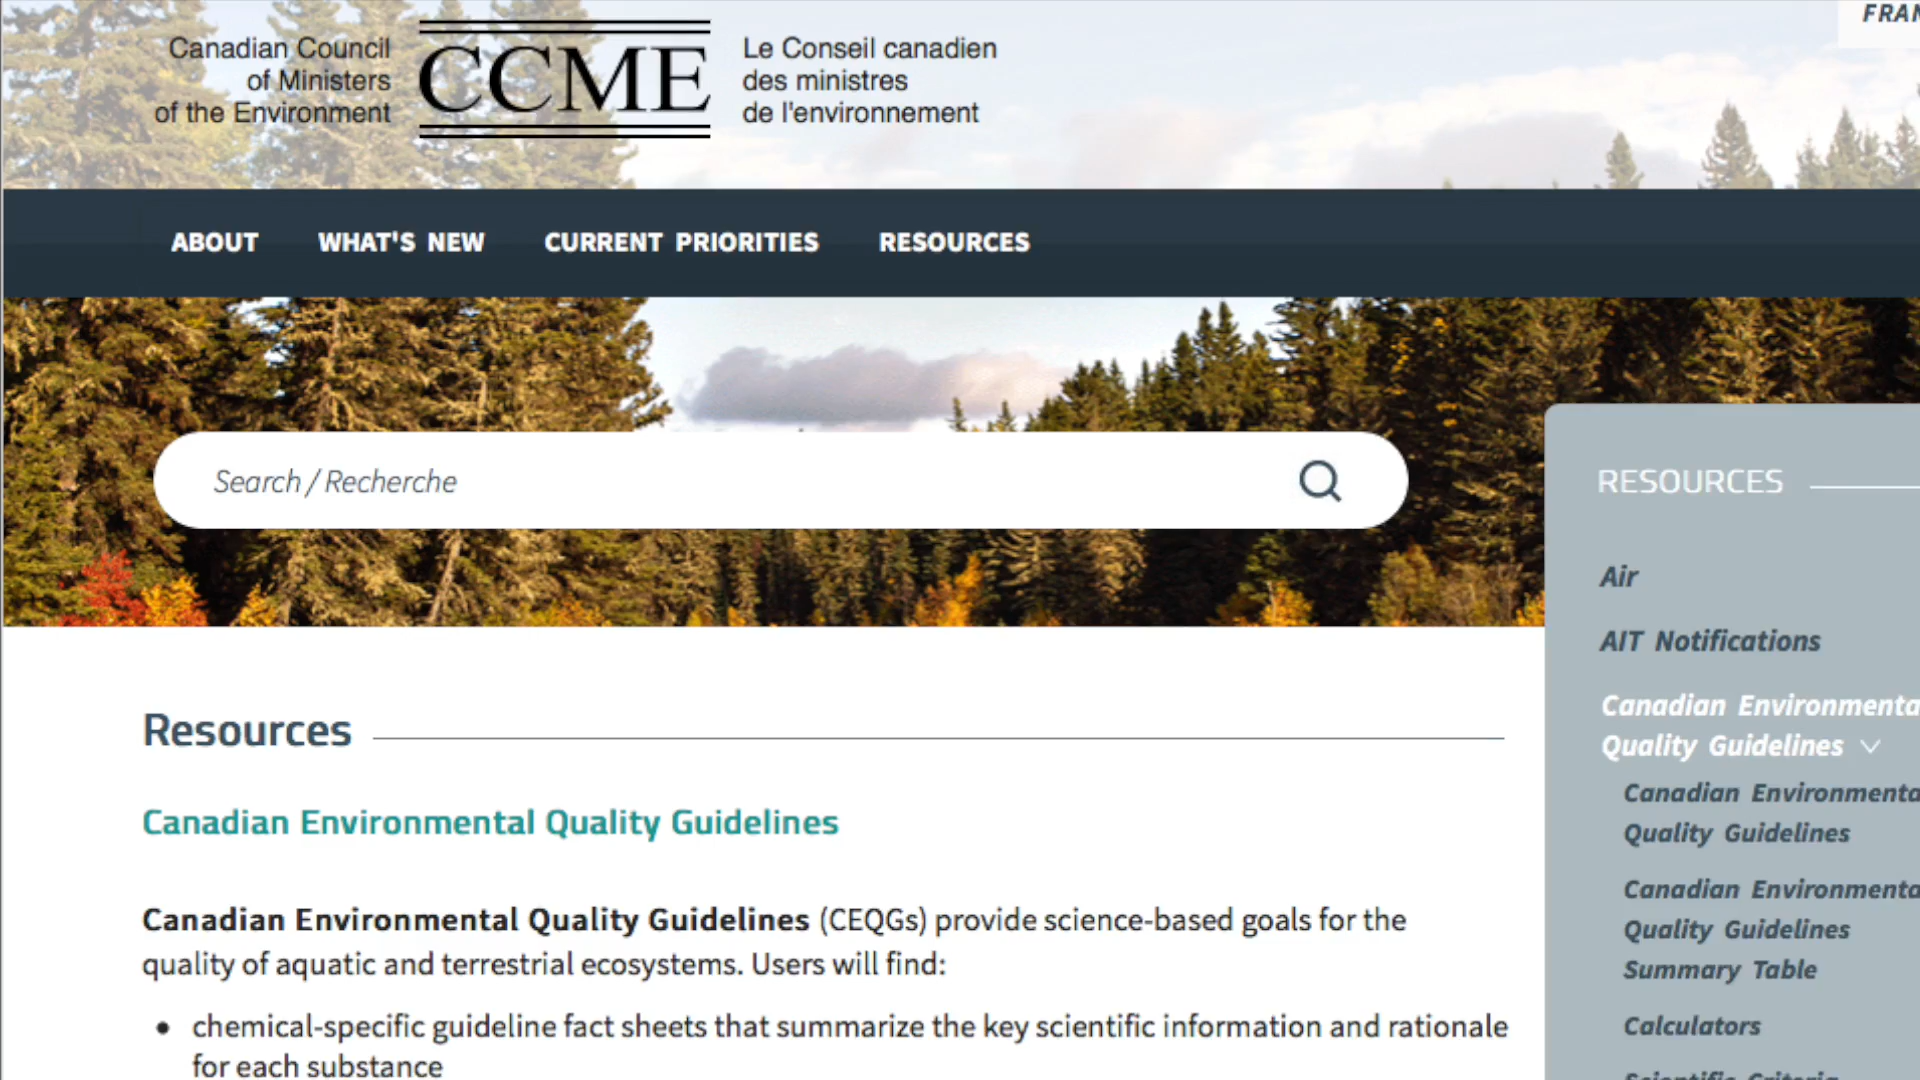 Canadian Council
of Ministers
of the Environment
CCME
Le Conseil canadien
des ministres
de l'environnement
ABOUT WHAT'S NEW CURRENT PRIORITIES RESOURCES
Search / Recherche
Resources
Canadian Environmental Quality Guidelines
Canadian Environmental Quality Guidelines (CEQGs) provide science-based goals for the
quality of aquatic and terrestrial ecosystems. Users will find:
• chemical-specific guideline fact sheets that summarize the key scientific information and rationale
for each substance
RESOURCES
Air
AIT Notifications
Canadian Environmenta
Quality Guidelines
Canadian Environmenta
Quality Guidelines
Canadian Environmenta
Quality Guidelines
Summary Table
Calculators
Scientific Criteria